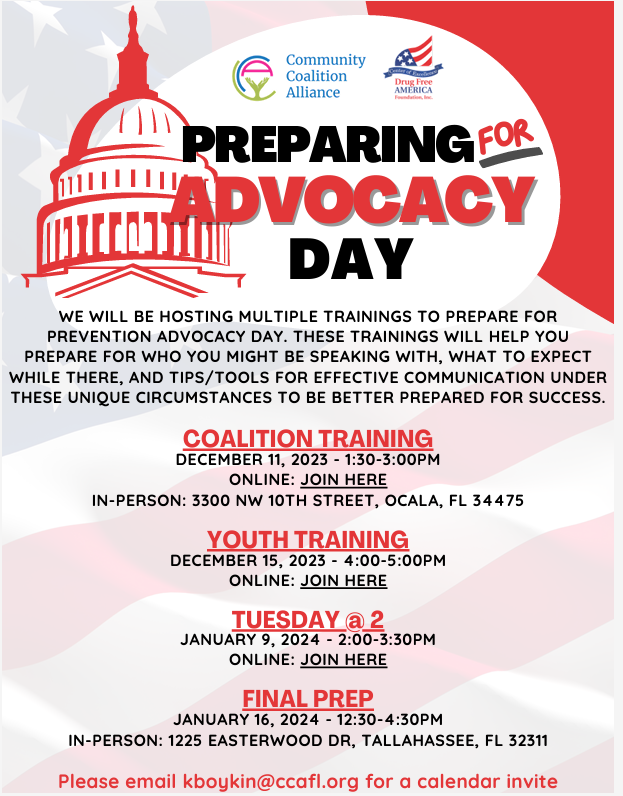 Community
Coalition
Alliance
Center of Excellence
Drug Free
AMERICA
Foundation, Inc.
PREPARING FOR
ADVOCACY
DAY
WE WILL BE HOSTING MULTIPLE TRAININGS TO PREPARE FOR
PREVENTION ADVOCACY DAY. THESE TRAININGS WILL HELP YOU
PREPARE FOR WHO YOU MIGHT BE SPEAKING WITH, WHAT TO EXPECT
WHILE THERE, AND TIPS/TOOLS FOR EFFECTIVE COMMUNICATION UNDER
THESE UNIQUE CIRCUMSTANCES TO BE BETTER PREPARED FOR SUCCESS.
COALITION TRAINING
DECEMBER 11, 2023 - 1:30-3:00PM
ONLINE: JOIN HERE
IN-PERSON: 3300 NW 10TH STREET, OCALA, FL 34475
YOUTH TRAINING
DECEMBER 15, 2023 - 4:00-5:00PM
ONLINE: JOIN HERE
TUESDAY @ 2
JANUARY 9, 2024 - 2:00-3:30PM
ONLINE: JOIN HERE
FINAL PREP
JANUARY 16, 2024 - 12:30-4:30PM
IN-PERSON: 1225 EASTERWOOD DR, TALLAHASSEE, FL 32311
Please email kboykin@ccafl.org for a calendar invite